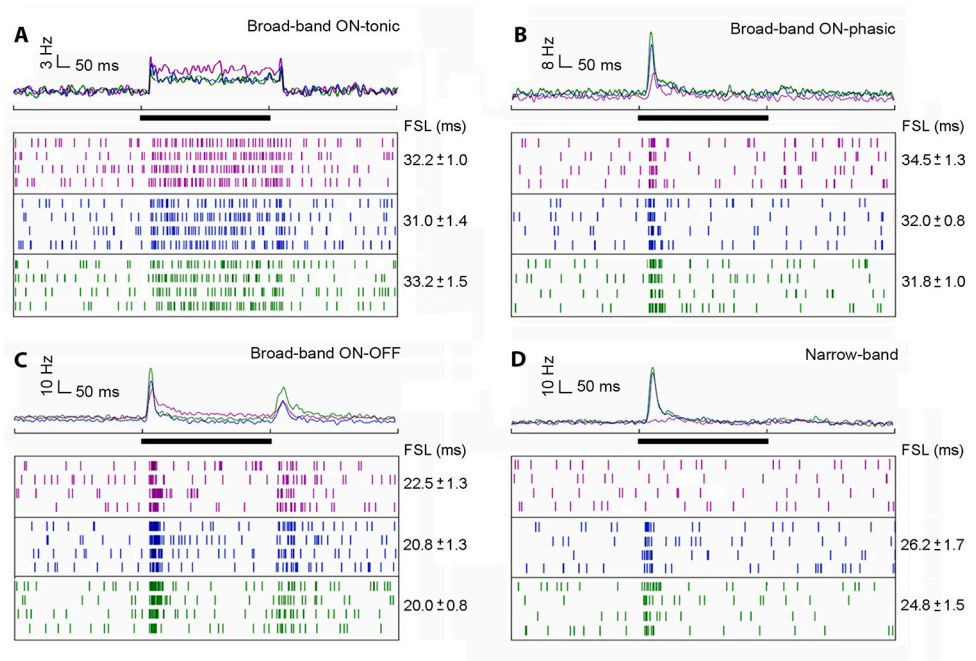 A
Broad-band ON-tonic
3 Hz
50 ms
FSL (ms)
32.2 ± 1.0
31.0 ± 1.4
33.2 ± 1.5
B
Broad-band ON-phasic
8 Hz
50 ms
FSL (ms)
34.5 ± 1.3
32.0 ± 0.8
31.8 ± 1.0
C
Broad-band ON-OFF
10 Hz
50 ms
FSL (ms)
22.5 ± 1.3
20.8 ± 1.3
20.0 ± 0.8
D
Narrow-band
10 Hz
50 ms
FSL (ms)
26.2 ± 1.7
24.8 ± 1.5